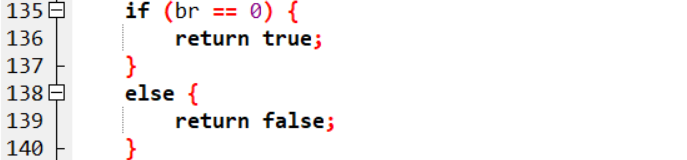 135 if (br == 0) {
136 return true;
137 }
138 else {
139 return false;
140 }